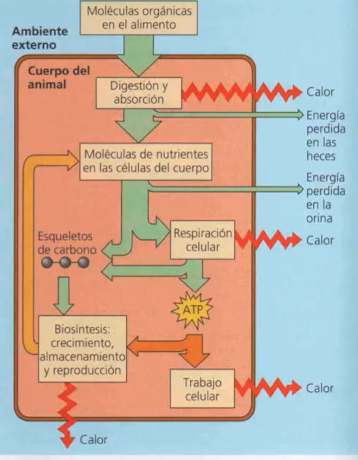 Moléculas orgánicas
en el alimento
Ambiente
externo
Cuerpo del
animal
Digestión y
absorción
Calor
Energía
perdida
en las
heces
Moléculas de nutrientes
en las células del cuerpo
Energía
perdida
en la
orina
Esqueletos
de carbono
Respiración
celular
Calor
ATP
Biosíntesis:
crecimiento,
almacenamiento
y reproducción
Trabajo
celular
Calor
Calor